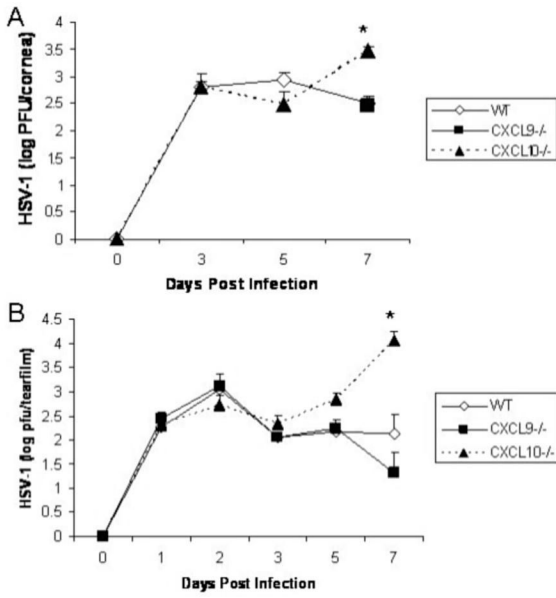 A
*
4
3.5
3
2.5
2
1.5
1
0.5
0
HSV-1 (log PFU/cornea)
0 3 5 7
Days Post Infection
WT
CXCL9-/-
CXCL10-/-
B
*
4.5
4
3.5
3
2.5
2
1.5
1
0.5
0
HSV-1 (log pfu/tearfilm)
0 1 2 3 5 7
Days Post Infection
WT
CXCL9-/-
CXCL10-/-